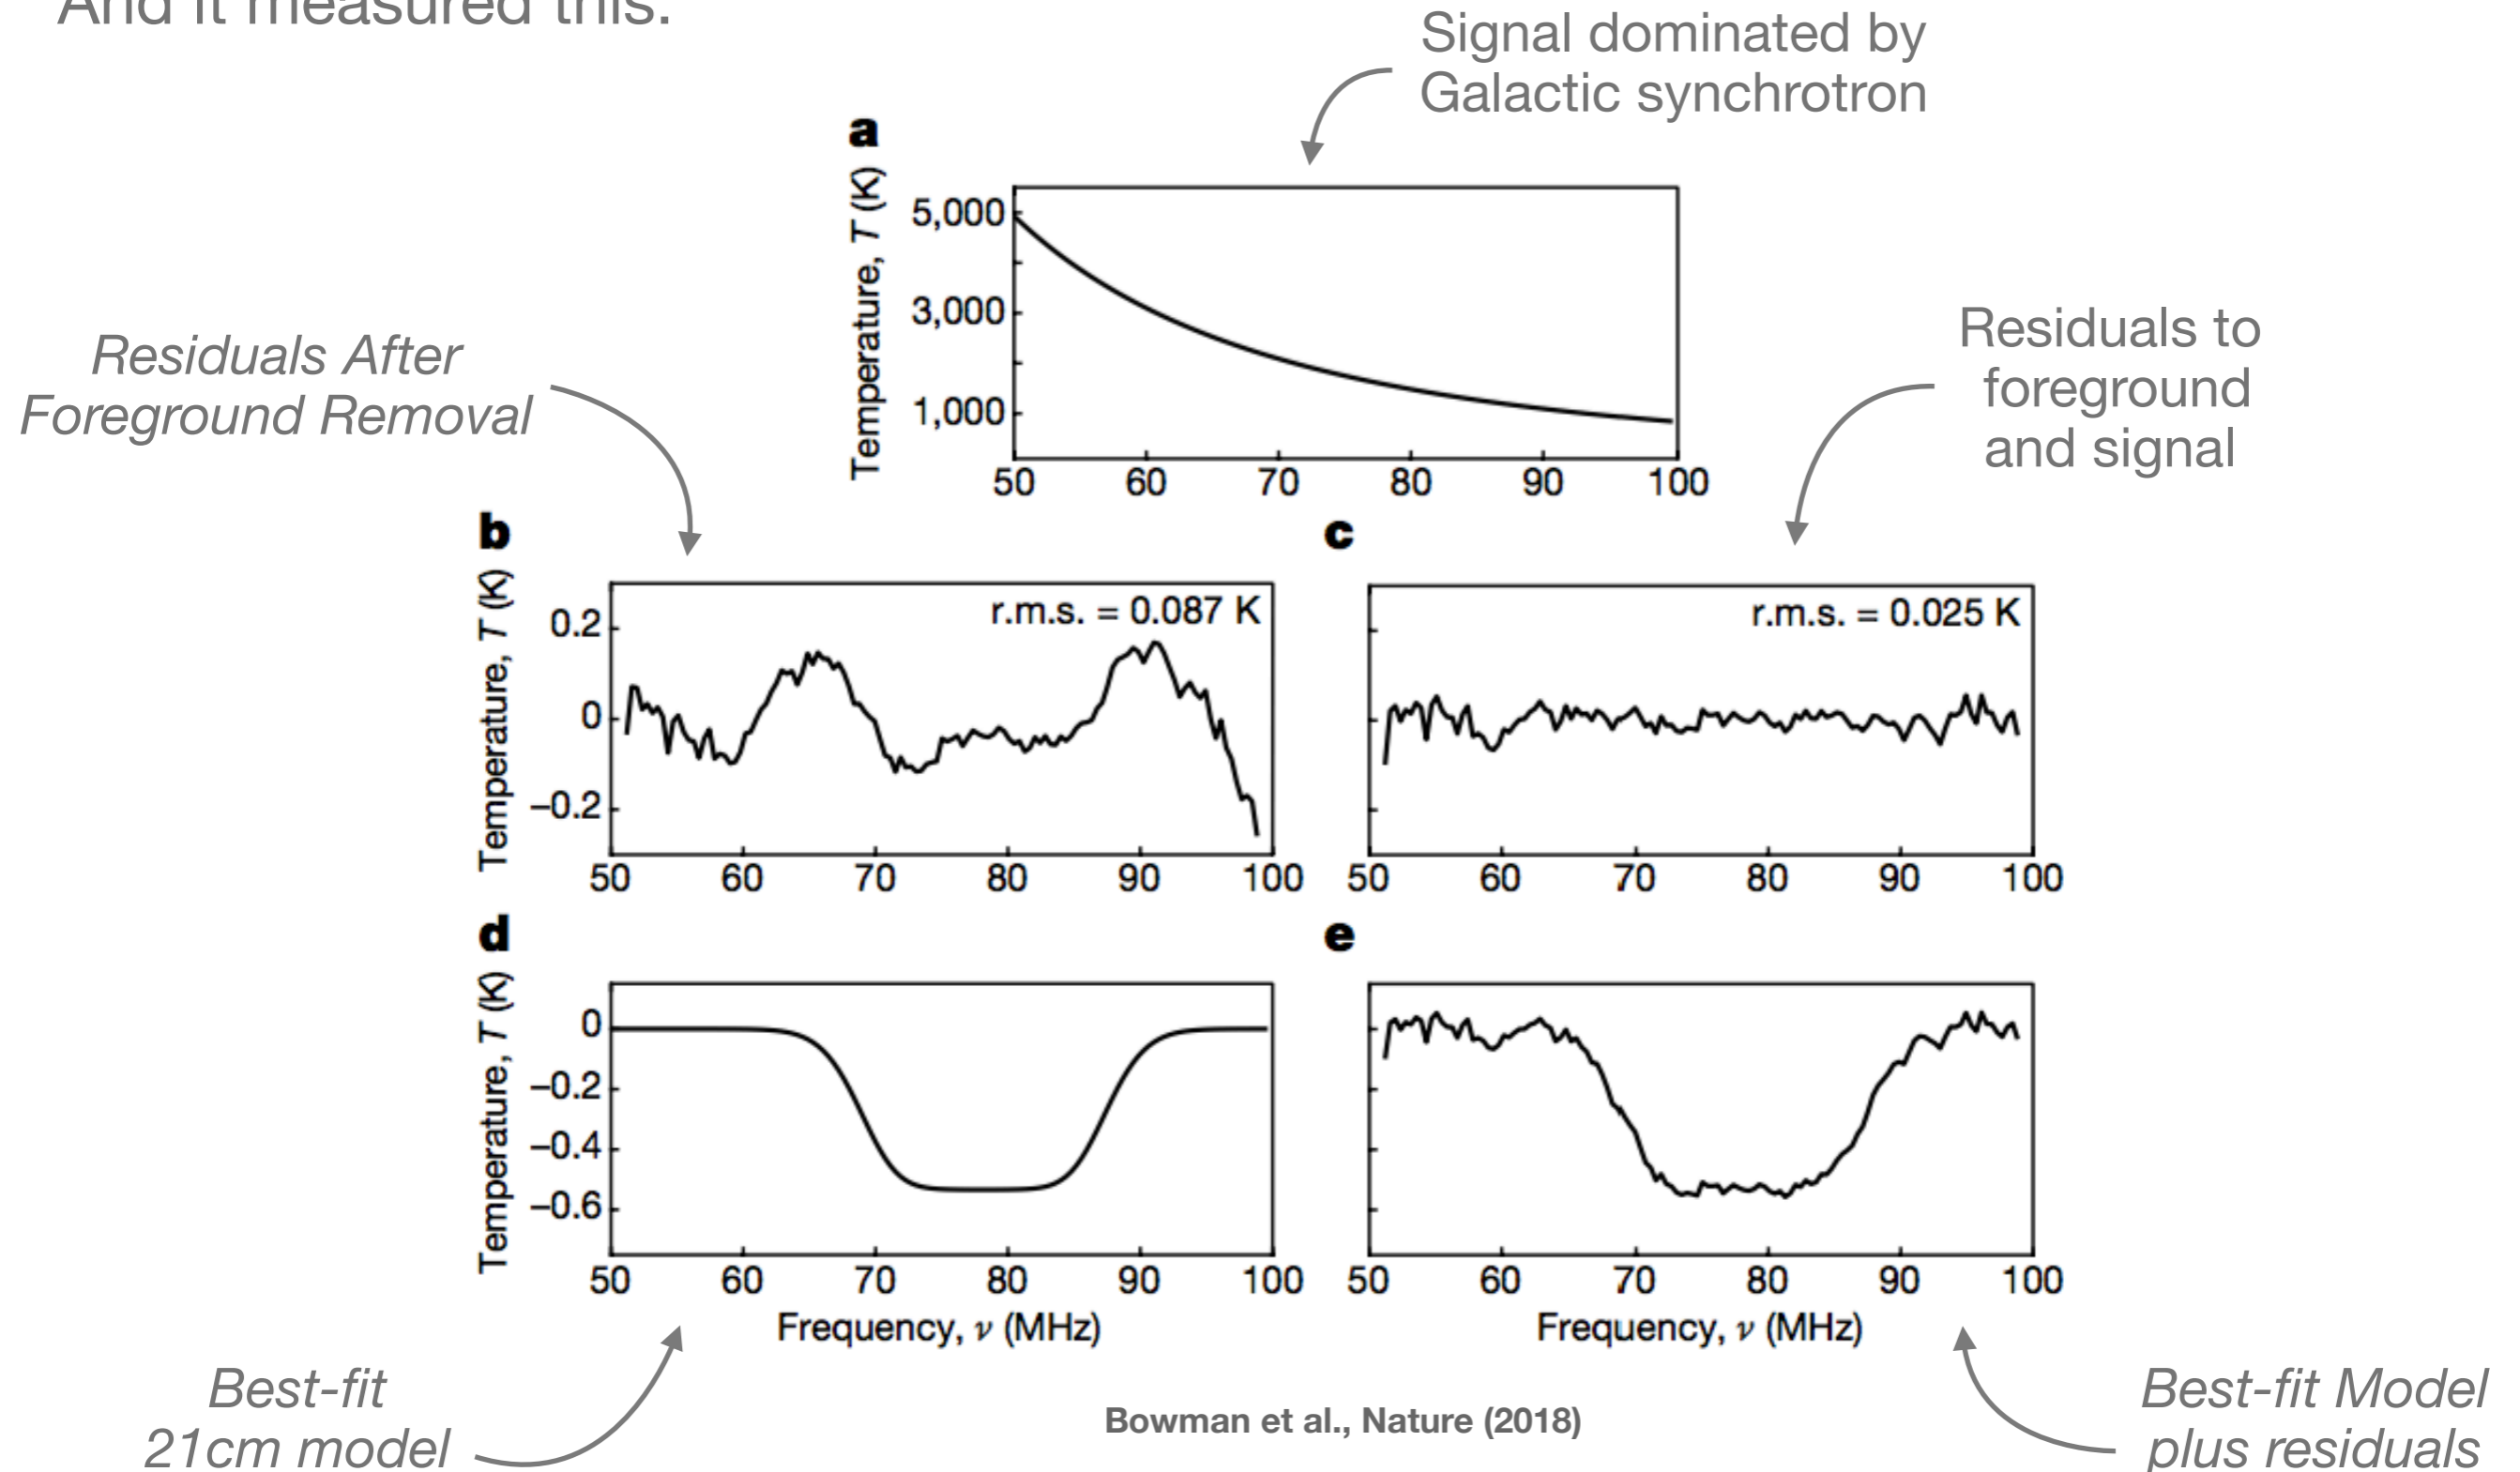 And it measured this.
Signal dominated by
Galactic synchrotron
a
Temperature, T (K)
5,000
3,000
1,000
50 60 70 80 90 100
Residuals After
Foreground Removal
Residuals to
foreground
and signal
b
Temperature, T (K)
r.m.s. = 0.087 K
0.2
0
−0.2
50 60 70 80 90 100
c
r.m.s. = 0.025 K
50 60 70 80 90 100
d
Temperature, T (K)
0
−0.2
−0.4
−0.6
50 60 70 80 90 100
Frequency, ν (MHz)
e
50 60 70 80 90 100
Frequency, ν (MHz)
Best-fit
21cm model
Bowman et al., Nature (2018)
Best-fit Model
plus residuals